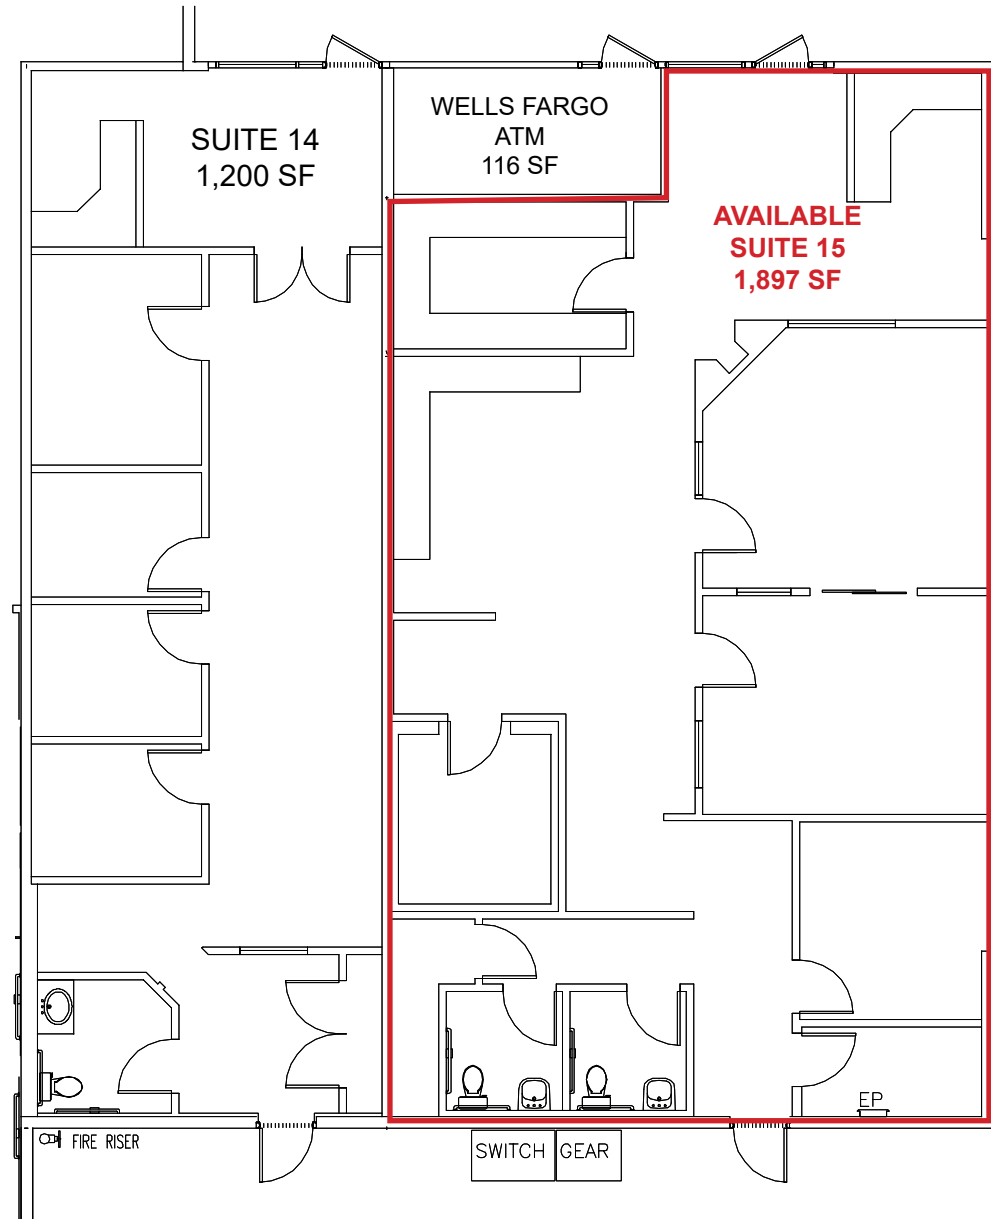 SUITE 14
1,200 SF
WELLS FARGO
ATM
116 SF
AVAILABLE
SUITE 15
1,897 SF
EP
FIRE RISER
SWITCH GEAR